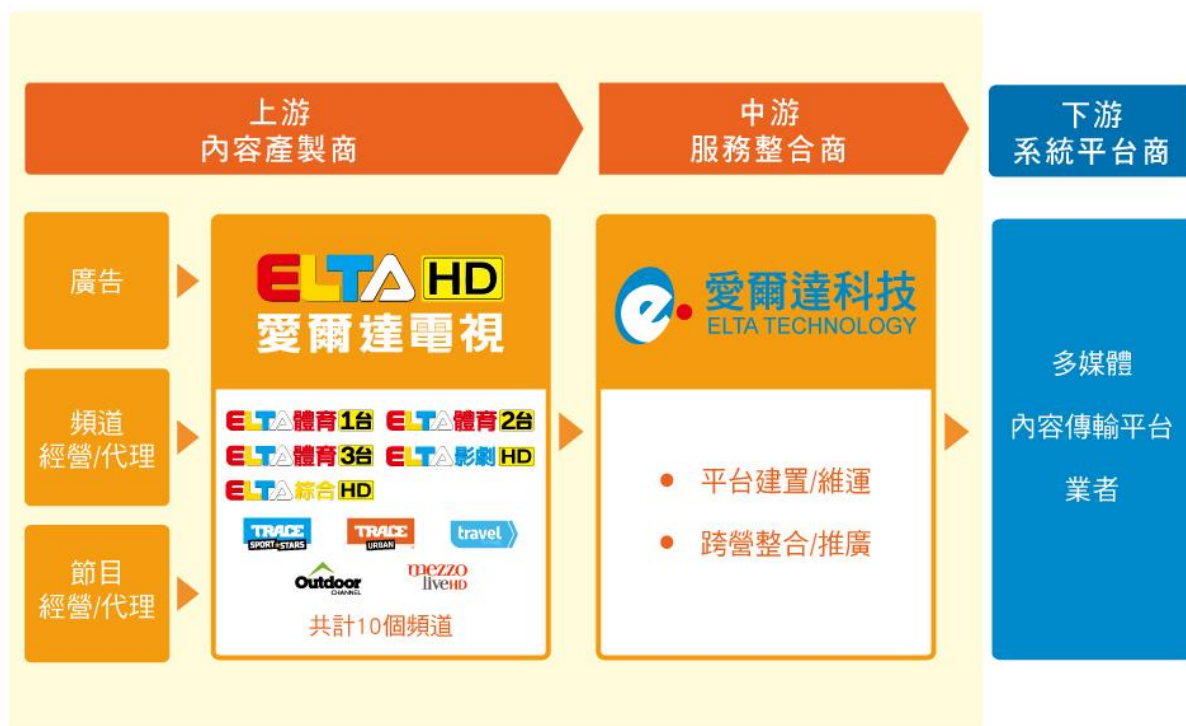 上游
內容產製商
中游
服務整合商
下游
系統平台商
廣告
頻道
經營/代理
節目
經營/代理
ELTA HD
愛爾達電視
ELTA體育1台 ELTA體育2台
ELTA體育3台 ELTA影劇HD
ELTA綜合HD
TRACE
SPORT+STARS
TRACE
URBAN
travel
Outdoor
CHANNEL
mezzo
liveHD
共計10個頻道
e
愛爾達科技
ELTA TECHNOLOGY
• 平台建置/維運
• 跨營整合/推廣
多媒體
內容傳輸平台
業者